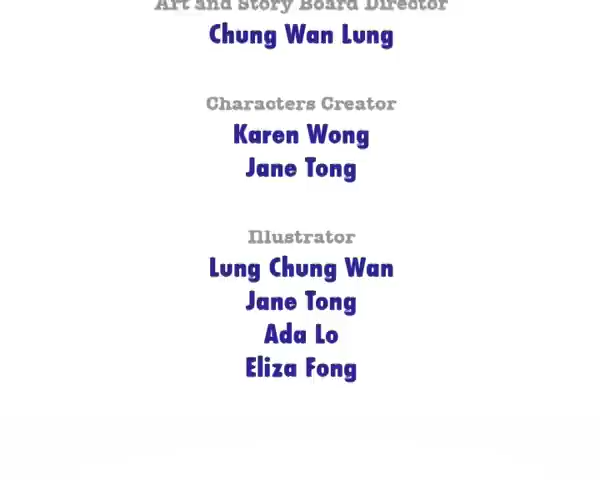 Art and Story Board Director
Chung Wan Lung
Characters Creator
Karen Wong
Jane Tong
Illustrator
Lung Chung Wan
Jane Tong
Ada Lo
Eliza Fong